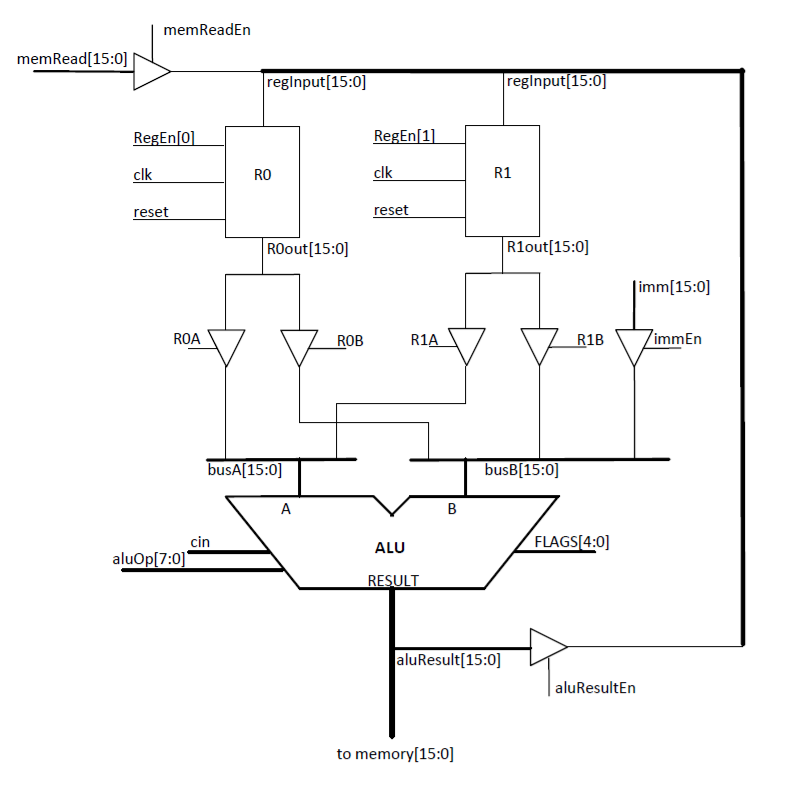 memReadEn
memRead[15:0]
regInput[15:0]
regInput[15:0]
RegEn[0]
clk
reset
R0
RegEn[1]
clk
reset
R1
R0out[15:0]
R1out[15:0]
imm[15:0]
R0A
R0B
R1A
R1B
immEn
busA[15:0]
busB[15:0]
A
B
cin
aluOp[7:0]
ALU
FLAGS[4:0]
RESULT
aluResult[15:0]
aluResultEn
to memory[15:0]